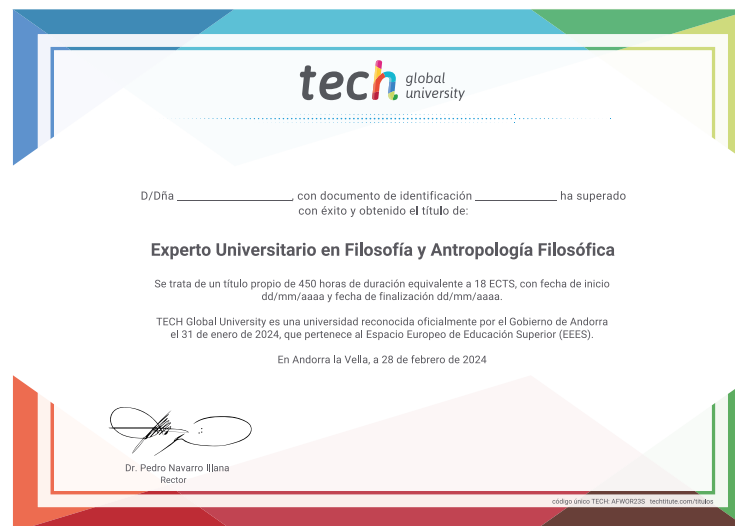 tech global university
D/Dña ____________________, con documento de identificación ______________ ha superado
con éxito y obtenido el título de:
Experto Universitario en Filosofía y Antropología Filosófica
Se trata de un título propio de 450 horas de duración equivalente a 18 ECTS, con fecha de inicio
dd/mm/aaaa y fecha de finalización dd/mm/aaaa.
TECH Global University es una universidad reconocida oficialmente por el Gobierno de Andorra
el 31 de enero de 2024, que pertenece al Espacio Europeo de Educación Superior (EEES).
En Andorra la Vella, a 28 de febrero de 2024
Dr. Pedro Navarro Illana
Rector
código único TECH: AFWOR23S techtitute.com/titulos